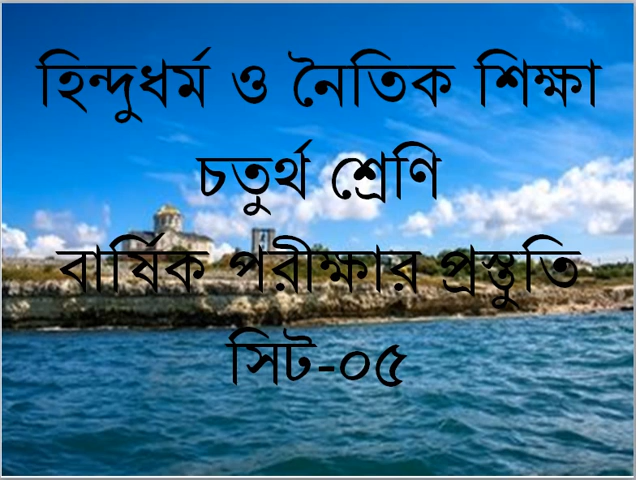 হিন্দুধর্ম ও নৈতিক শিক্ষা
চতুর্থ শ্রেণি
বার্ষিক পরীক্ষার প্রস্তুতি
সিট-০৫